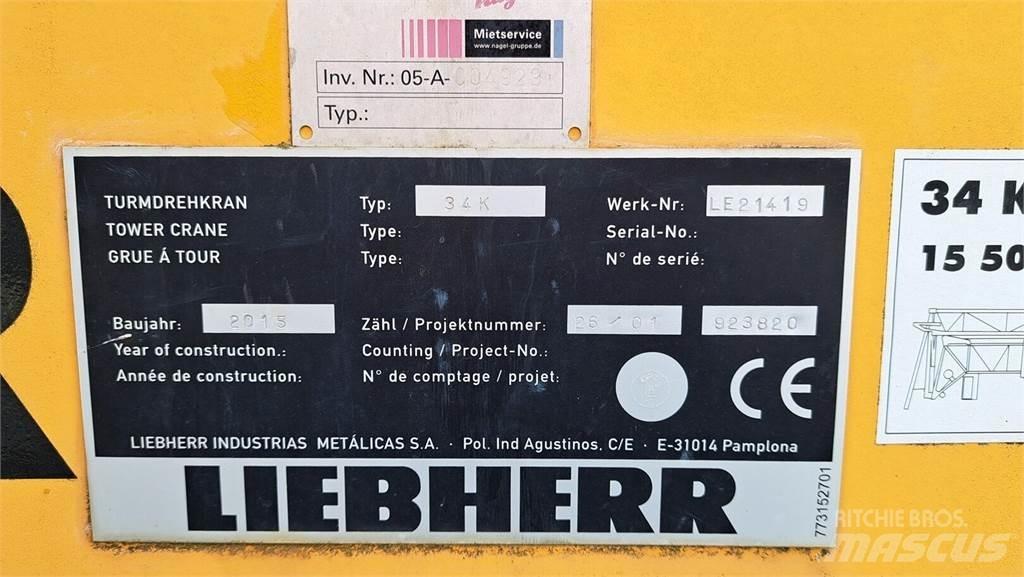 Mietservice
www.nagel-gruppe.de
Inv. Nr.: 05-A-
Typ.:
TURMDREHKRAN Typ: 34K Werk-Nr: LE21419
TOWER CRANE Type: Serial-No.:
GRUE Á TOUR Type: N° de serié:
Baujahr: 2015 Zähl / Projektnummer: 26/01 923820
Year of construction.: Counting / Project-No.:
Année de construction: N° de comptage / projet:
CE
LIEBHERR INDUSTRIAS METÁLICAS S.A. · Pol. Ind Agustinos, C/E · E-31014 Pamplona
LIEBHERR
773152701
34 K
15 50
RITCHIE BROS.
MASCUS